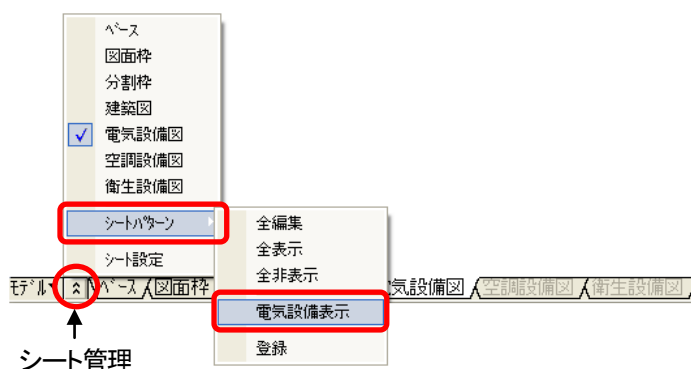 ベース
図面枠
分割枠
建築図
電気設備図
空調設備図
衛生設備図
シートパターン
シート設定
全編集
全表示
全非表示
電気設備表示
登録
モデル ベース 図面枠 気設備図 空調設備図 衛生設備図
シート管理